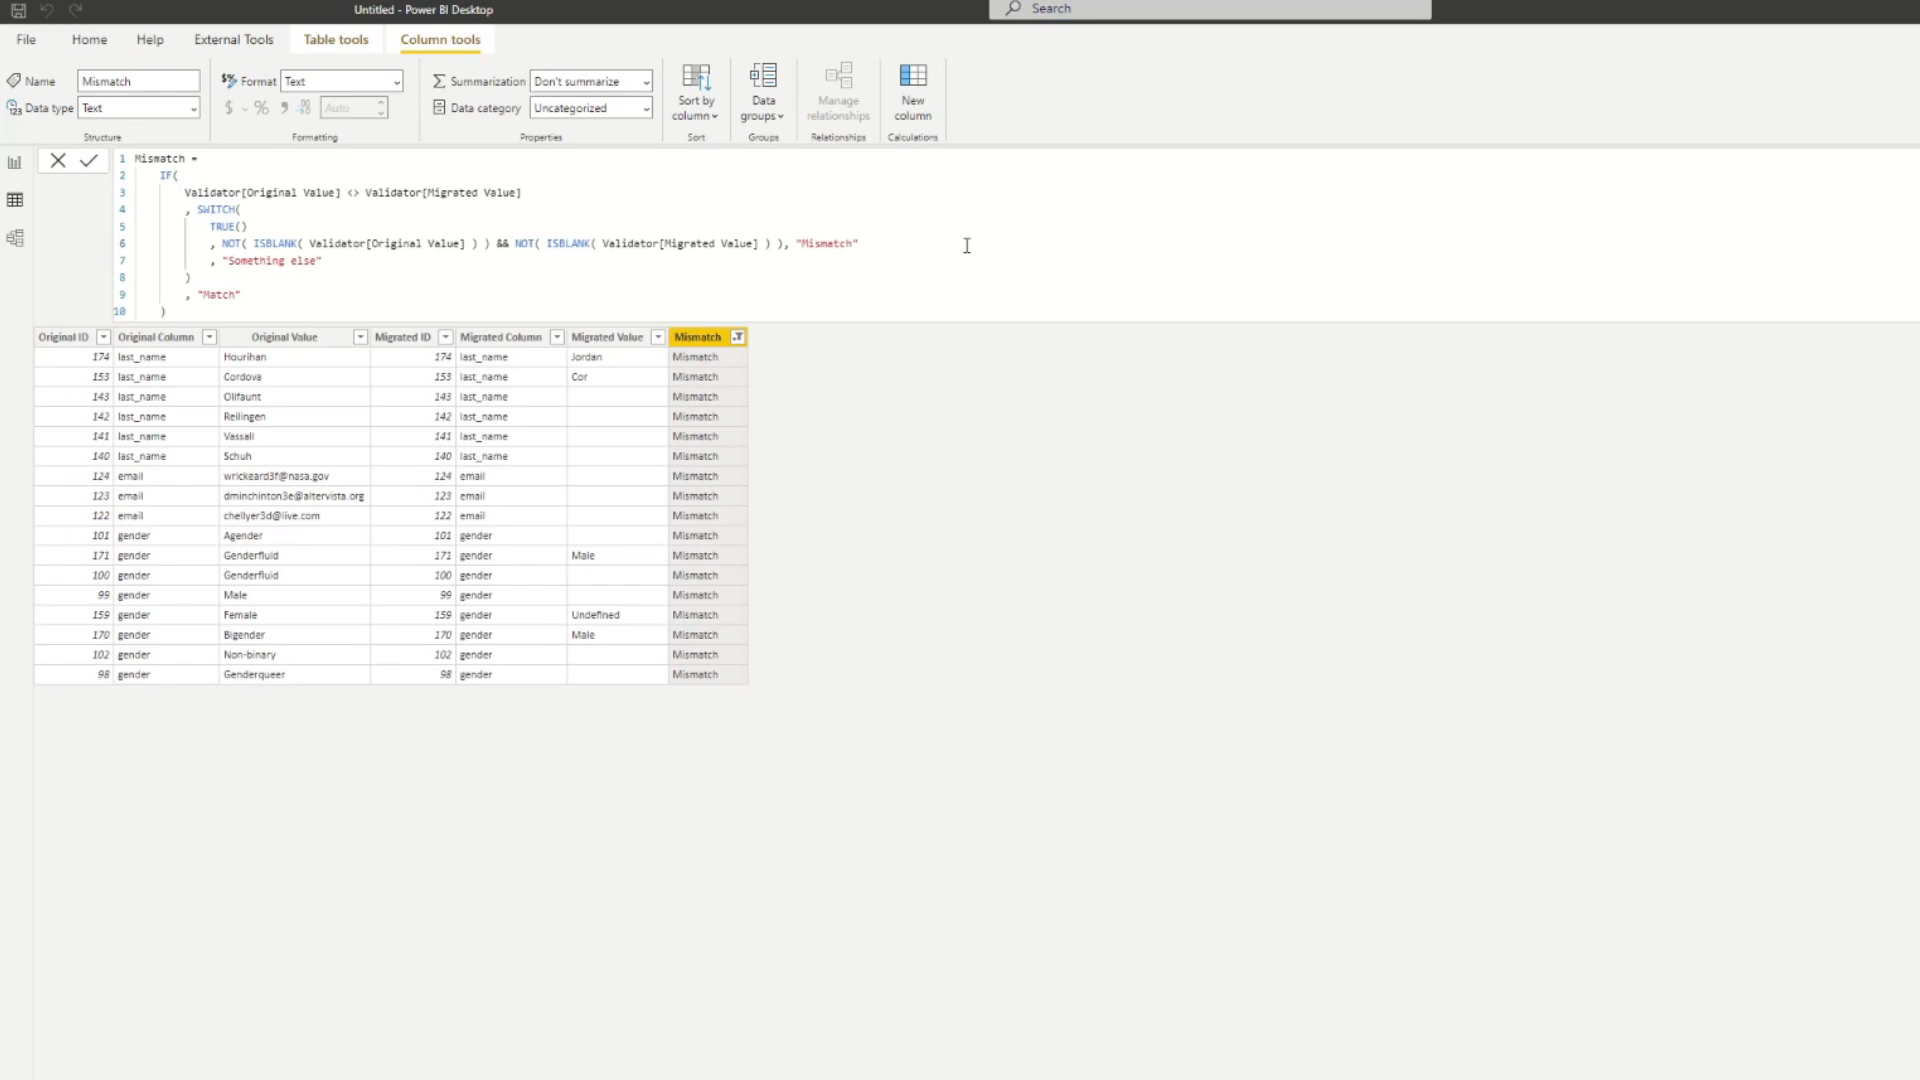 Untitled - Power BI Desktop
Search
File Home Help External Tools Table tools Column tools
Name Mismatch
Format Text
Summarization Don't summarize
Data type Text
$ % 9 Auto
Data category Uncategorized
Sort by column
Data groups
Manage relationships
New column
Structure Formatting Properties Sort Groups Relationships Calculations
1 Mismatch =
2 IF(
3 Validator[Original Value] <> Validator[Migrated Value]
4 , SWITCH(
5 TRUE()
6 , NOT( ISBLANK( Validator[Original Value] ) ) && NOT( ISBLANK( Validator[Migrated Value] ) ), "Mismatch"
7 , "Something else"
8 )
9 , "Match"
10 )
Original ID Original Column Original Value Migrated ID Migrated Column Migrated Value Mismatch
174 last_name Hourihan 174 last_name Jordan Mismatch
153 last_name Cordova 153 last_name Cor Mismatch
143 last_name Olifaunt 143 last_name Mismatch
142 last_name Reilingen 142 last_name Mismatch
141 last_name Vassall 141 last_name Mismatch
140 last_name Schuh 140 last_name Mismatch
124 email wrickeard3f@nasa.gov 124 email Mismatch
123 email dminchinton3e@altervista.org 123 email Mismatch
122 email chellyer3d@live.com 122 email Mismatch
101 gender Agender 101 gender Mismatch
171 gender Genderfluid 171 gender Male Mismatch
100 gender Genderfluid 100 gender Mismatch
99 gender Male 99 gender Mismatch
159 gender Female 159 gender Undefined Mismatch
170 gender Bigender 170 gender Male Mismatch
102 gender Non-binary 102 gender Mismatch
98 gender Genderqueer 98 gender Mismatch